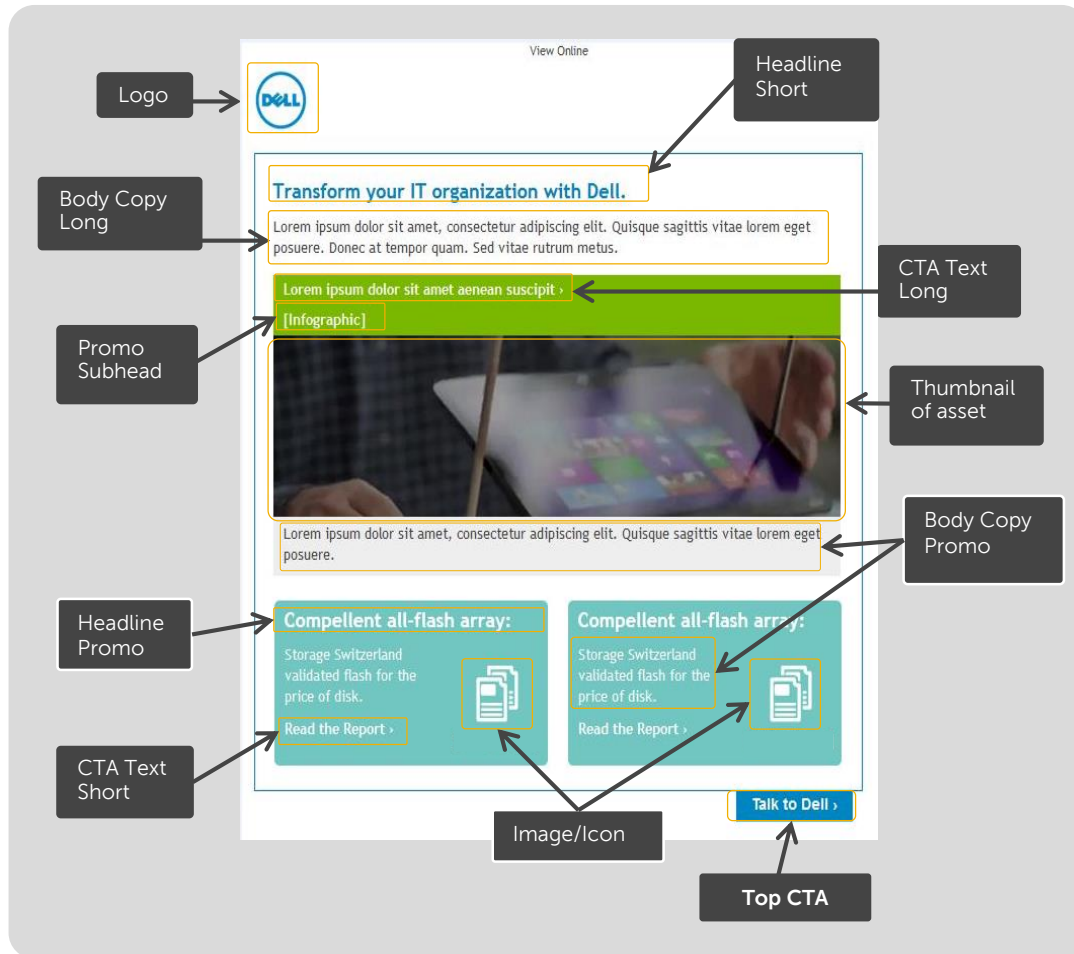 View Online
Headline
Short
Logo
DELL
Transform your IT organization with Dell.
Body Copy
Long
Lorem ipsum dolor sit amet, consectetur adipiscing elit. Quisque sagittis vitae lorem eget
posuere. Donec at tempor quam. Sed vitae rutrum metus.
CTA Text
Long
Lorem ipsum dolor sit amet aenean suscipit ›
[Infographic]
Promo
Subhead
Thumbnail
of asset
Lorem ipsum dolor sit amet, consectetur adipiscing elit. Quisque sagittis vitae lorem eget
posuere.
Body Copy
Promo
Headline
Promo
Compellent all-flash array:
Storage Switzerland
validated flash for the
price of disk.
Read the Report ›
Compellent all-flash array:
Storage Switzerland
validated flash for the
price of disk.
Read the Report ›
CTA Text
Short
Image/Icon
Talk to Dell ›
Top CTA